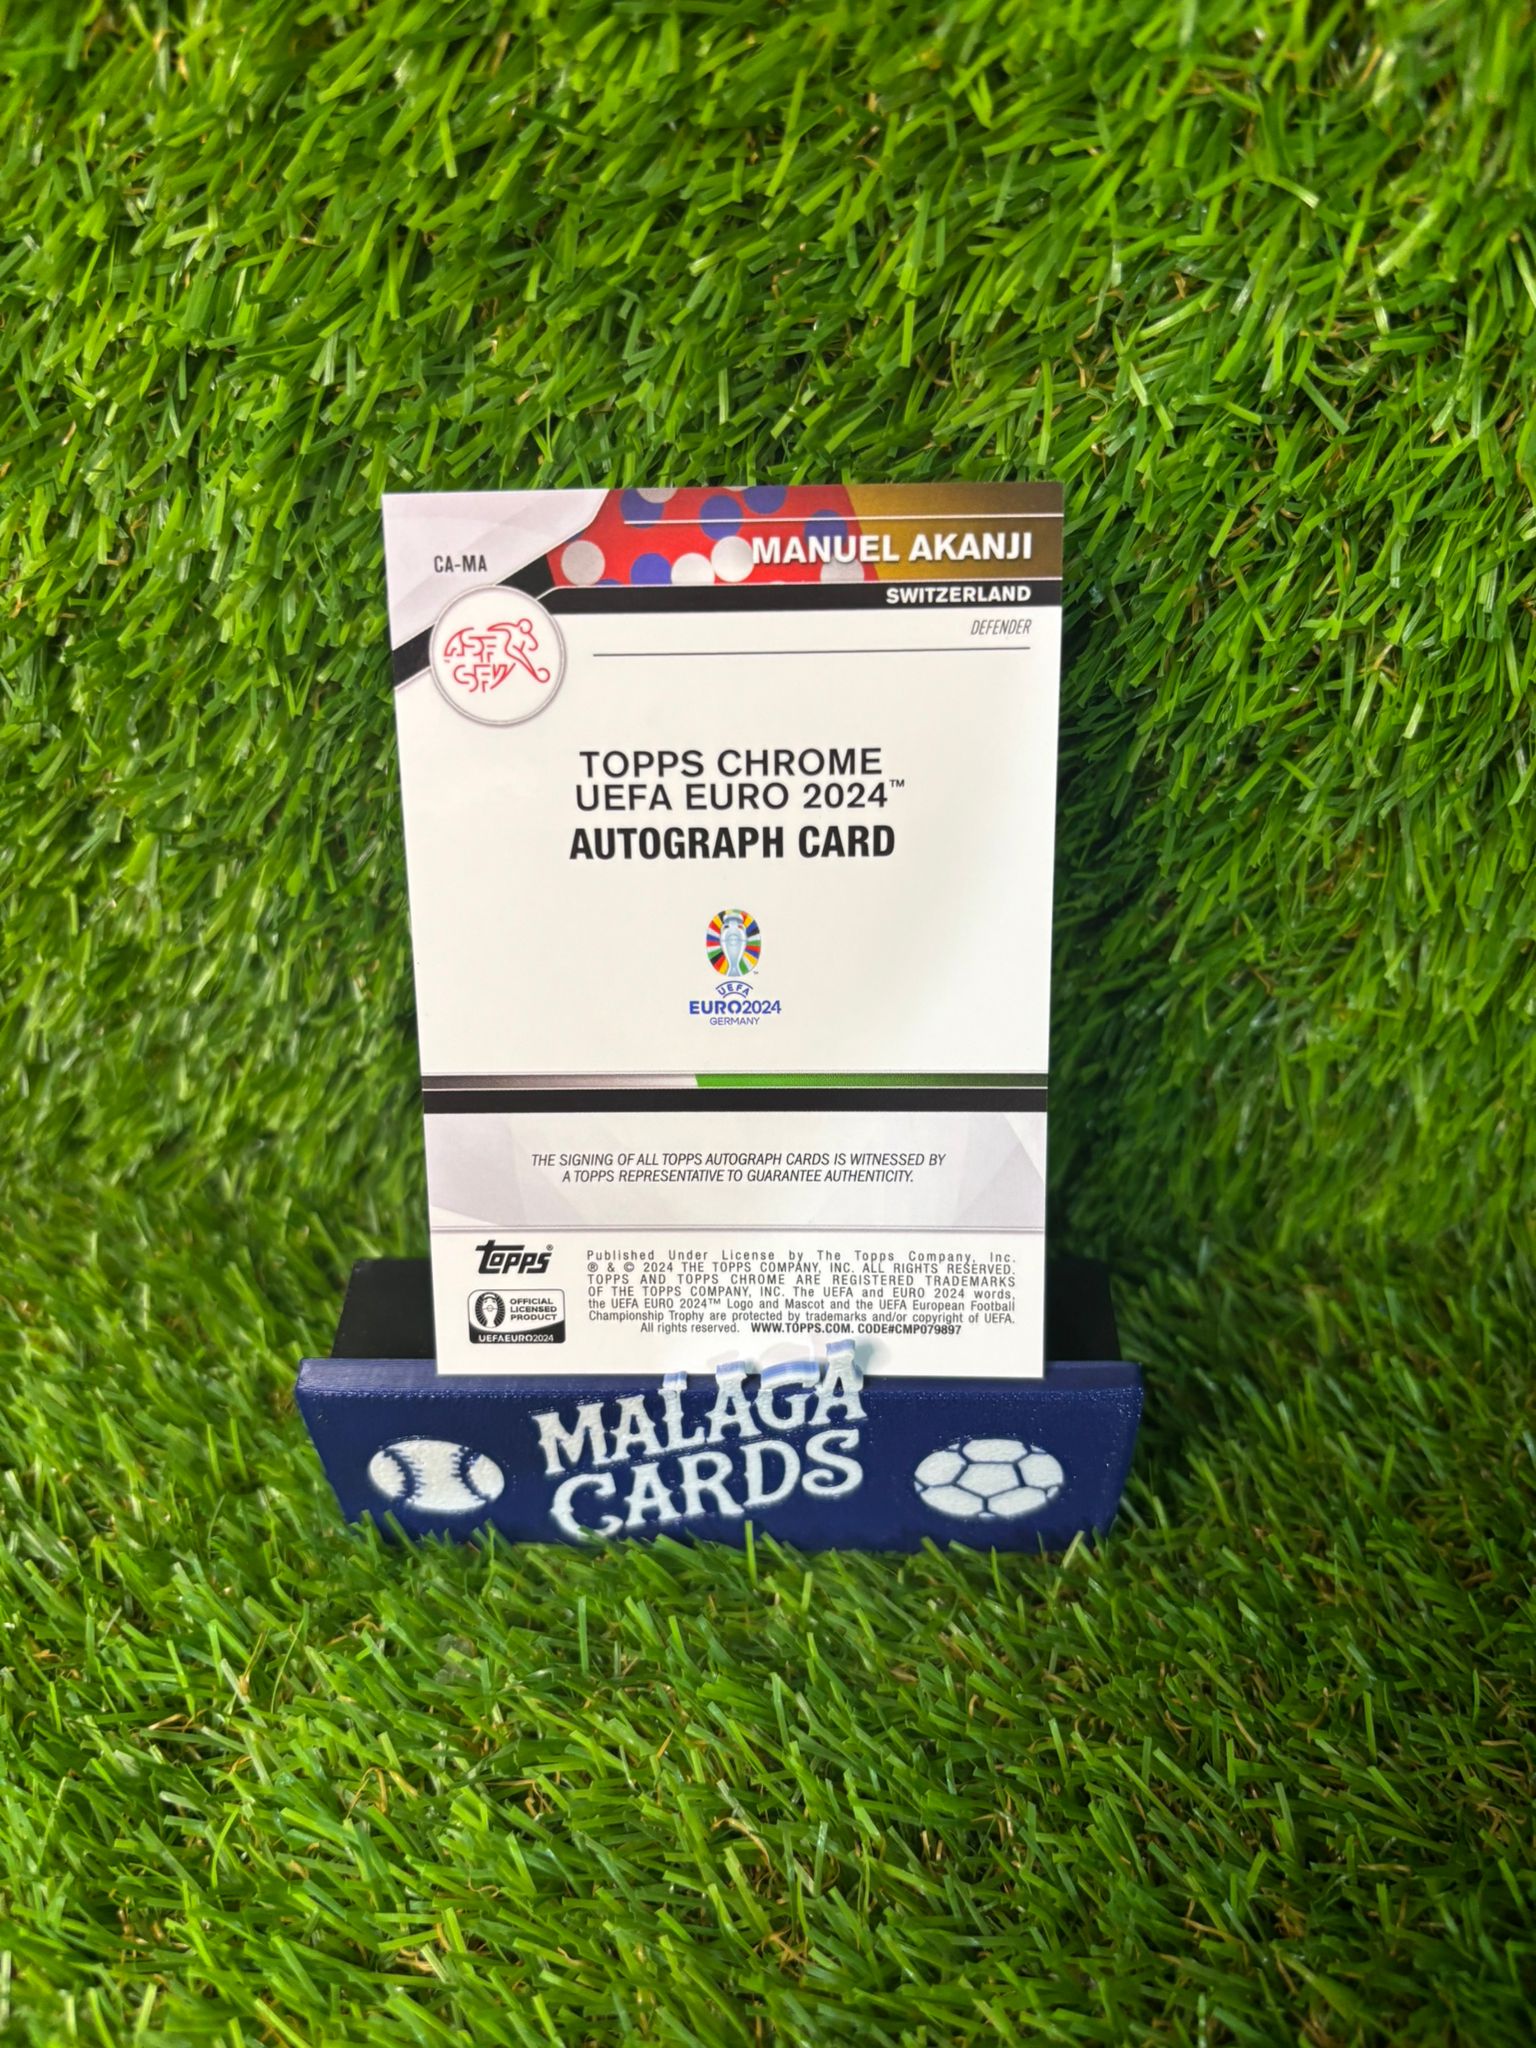 CA-MA
MANUEL AKANJI
SWITZERLAND
DEFENDER
ASF
SFV
TOPPS CHROME
UEFA EURO 2024™
AUTOGRAPH CARD
UEFA
EURO2024
GERMANY
THE SIGNING OF ALL TOPPS AUTOGRAPH CARDS IS WITNESSED BY
A TOPPS REPRESENTATIVE TO GUARANTEE AUTHENTICITY.
topps®
OFFICIAL
LICENSED
PRODUCT
UEFAEURO2024
Published Under License by The Topps Company, Inc.
® & © 2024 THE TOPPS COMPANY, INC. ALL RIGHTS RESERVED.
TOPPS AND TOPPS CHROME ARE REGISTERED TRADEMARKS
OF THE TOPPS COMPANY, INC. The UEFA and EURO 2024 words,
the UEFA EURO 2024™ Logo and Mascot and the UEFA European Football
Championship Trophy are protected by trademarks and/or copyright of UEFA.
All rights reserved. WWW.TOPPS.COM. CODE#CMP079897
MALAGA
CARDS